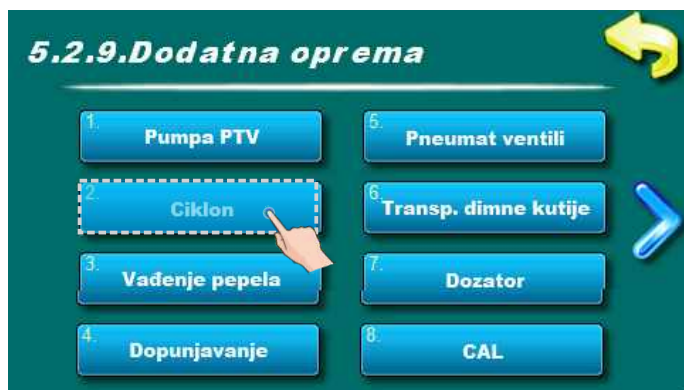 5.2.9.Dodatna oprema
1. Pumpa PTV
2. Ciklon
3. Vađenje pepela
4. Dopunjavanje
5. Pneumat ventili
6. Transp. dimne kutije
7. Dozator
8. CAL